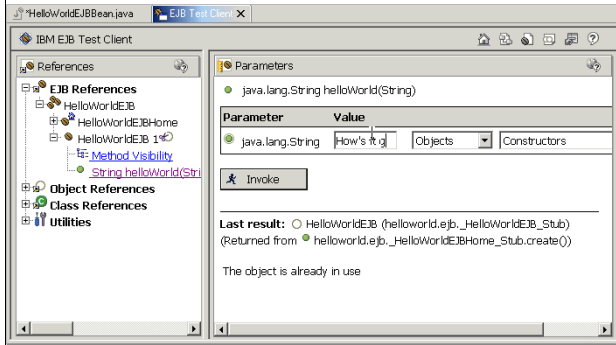 *HelloWorldEJBBean.java
EJB Test Client
IBM EJB Test Client
References
EJB References
HelloWorldEJB
HelloWorldEJBHome
HelloWorldEJB 1
Method Visibility
String helloWorld(Stri
Object References
Class References
Utilities
Parameters
java.lang.String helloWorld(String)
Parameter Value
java.lang.String How's it g Objects Constructors
Invoke
Last result: HelloWorldEJB (helloworld.ejb._HelloWorldEJB_Stub)
(Returned from helloworld.ejb._HelloWorldEJBHome_Stub.create())
The object is already in use